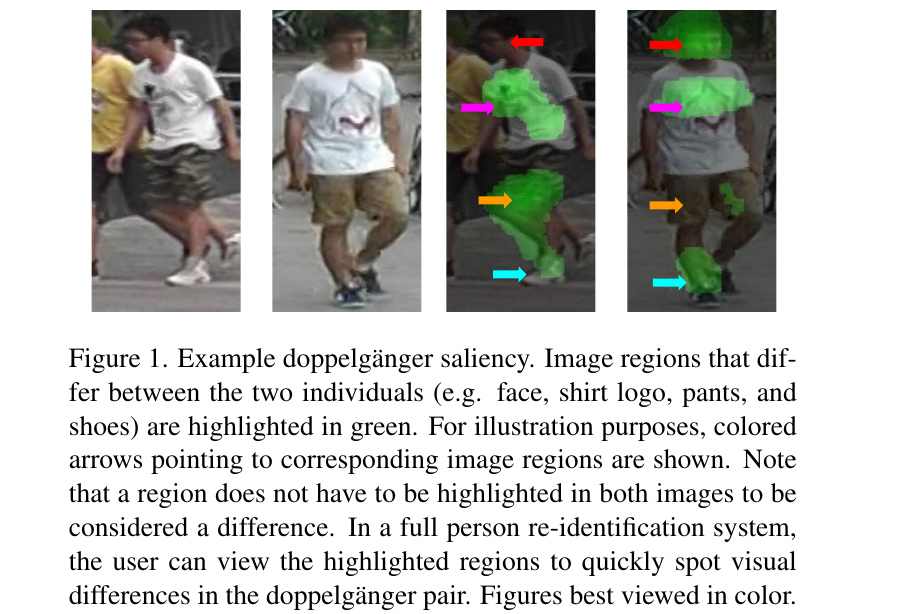 Figure 1. Example doppelgänger saliency. Image regions that dif-
fer between the two individuals (e.g. face, shirt logo, pants, and
shoes) are highlighted in green. For illustration purposes, colored
arrows pointing to corresponding image regions are shown. Note
that a region does not have to be highlighted in both images to be
considered a difference. In a full person re-identification system,
the user can view the highlighted regions to quickly spot visual
differences in the doppelgänger pair. Figures best viewed in color.